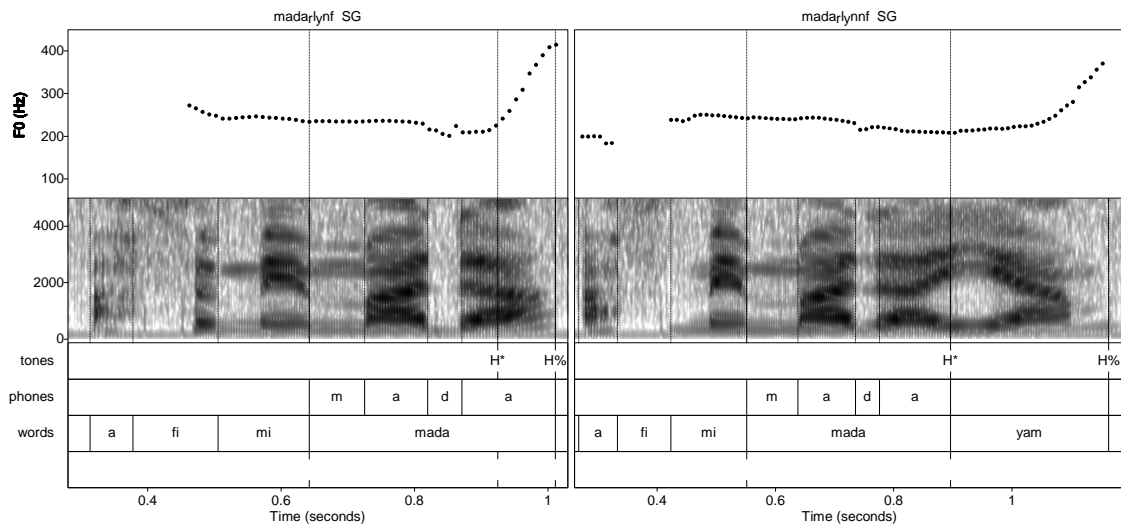 madarlynf SG
madarlynnf SG
F0 (Hz)
400
300
200
100
4000
2000
0
tones
H*
H%
H*
H%
phones
m
a
d
a
m
a
d
a
words
a
fi
mi
mada
a
fi
mi
mada
yam
0.4
0.6
0.8
1
0.4
0.6
0.8
1
Time (seconds)
Time (seconds)